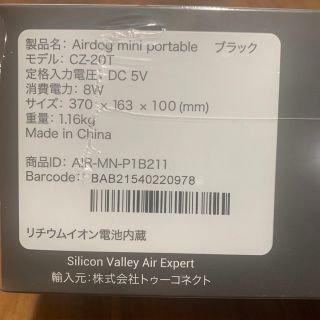 製品名： Airdog mini portable　ブラック
モデル： CZ-20T
定格入力電圧： DC 5V
消費電力： 8W
サイズ： 370 × 163 × 100 (mm)
重量： 1.16kg
Made in China
商品ID： AIR-MN-P1B211
Barcode： BAB21540220978
リチウムイオン電池内蔵
Silicon Valley Air Expert
輸入元：株式会社トゥーコネクト